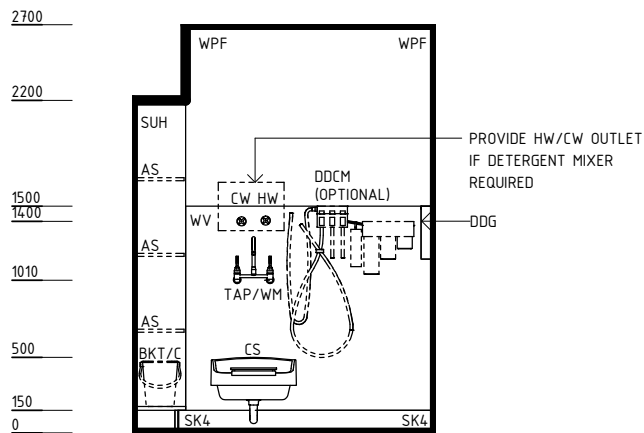 2700
WPF WPF
2200
SUH
PROVIDE HW/CW OUTLET
IF DETERGENT MIXER
REQUIRED
AS
DDCM
(OPTIONAL)
CW HW
1500
1400
WV
DDG
AS
1010
TAP/WM
AS
BKT/C
CS
500
150
SK4 SK4
0